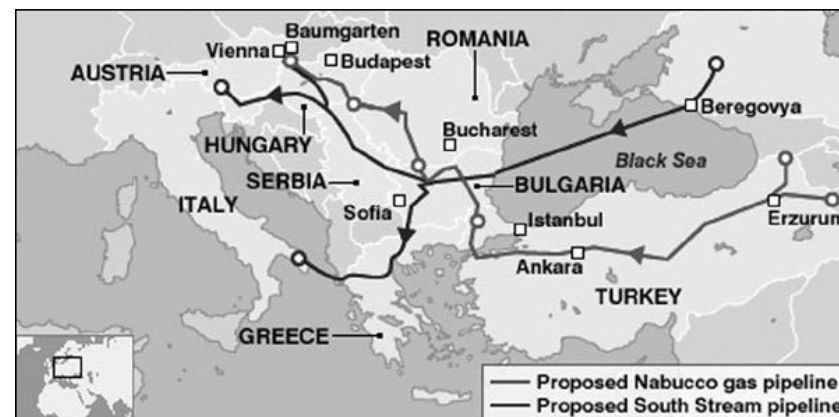 Baumgarten
Vienna
ROMANIA
AUSTRIA
Budapest
Beregovya
HUNGARY
Bucharest
Black Sea
SERBIA
BULGARIA
ITALY
Sofia
Istanbul
Erzurum
Ankara
TURKEY
GREECE
Proposed Nabucco gas pipeline
Proposed South Stream pipeline